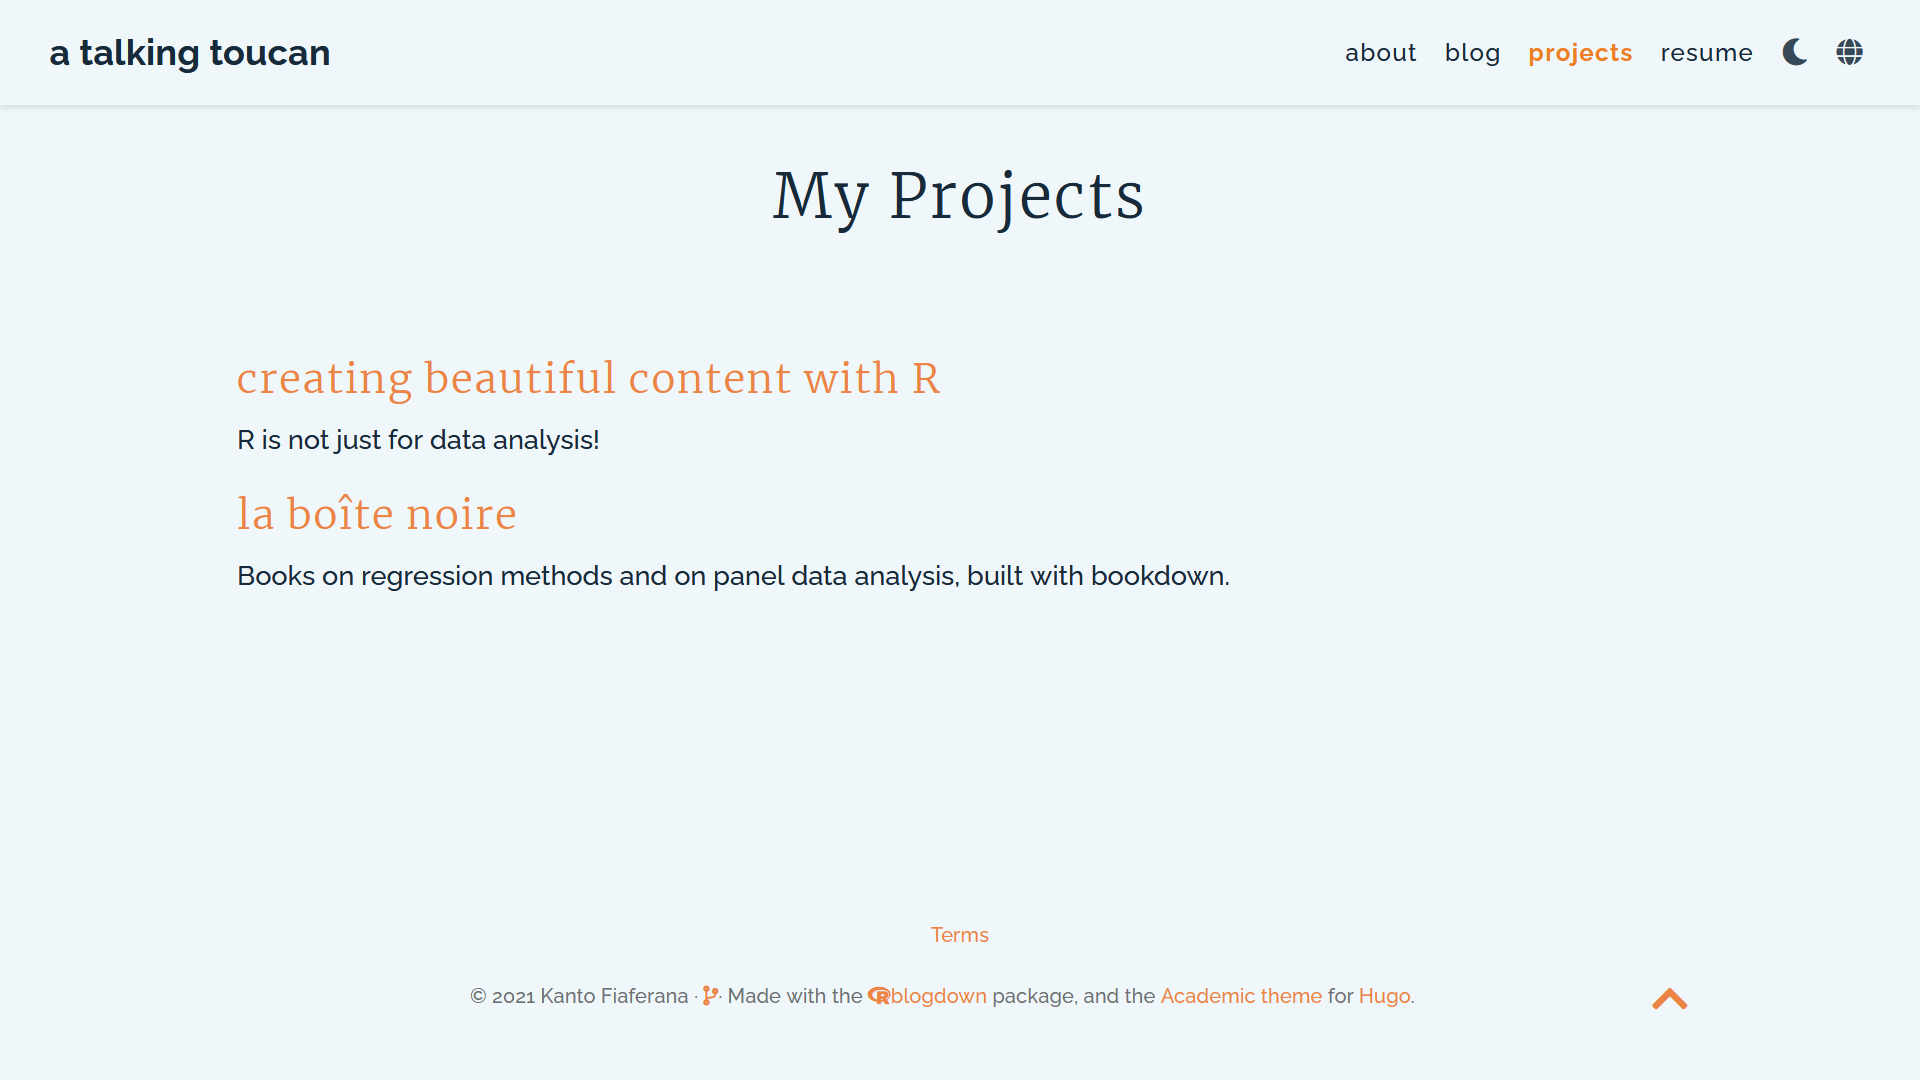 a talking toucan
about blog projects resume
My Projects
creating beautiful content with R
R is not just for data analysis!
la boîte noire
Books on regression methods and on panel data analysis, built with bookdown.
Terms
© 2021 Kanto Fiaferana · · Made with the R blogdown package, and the Academic theme for Hugo.